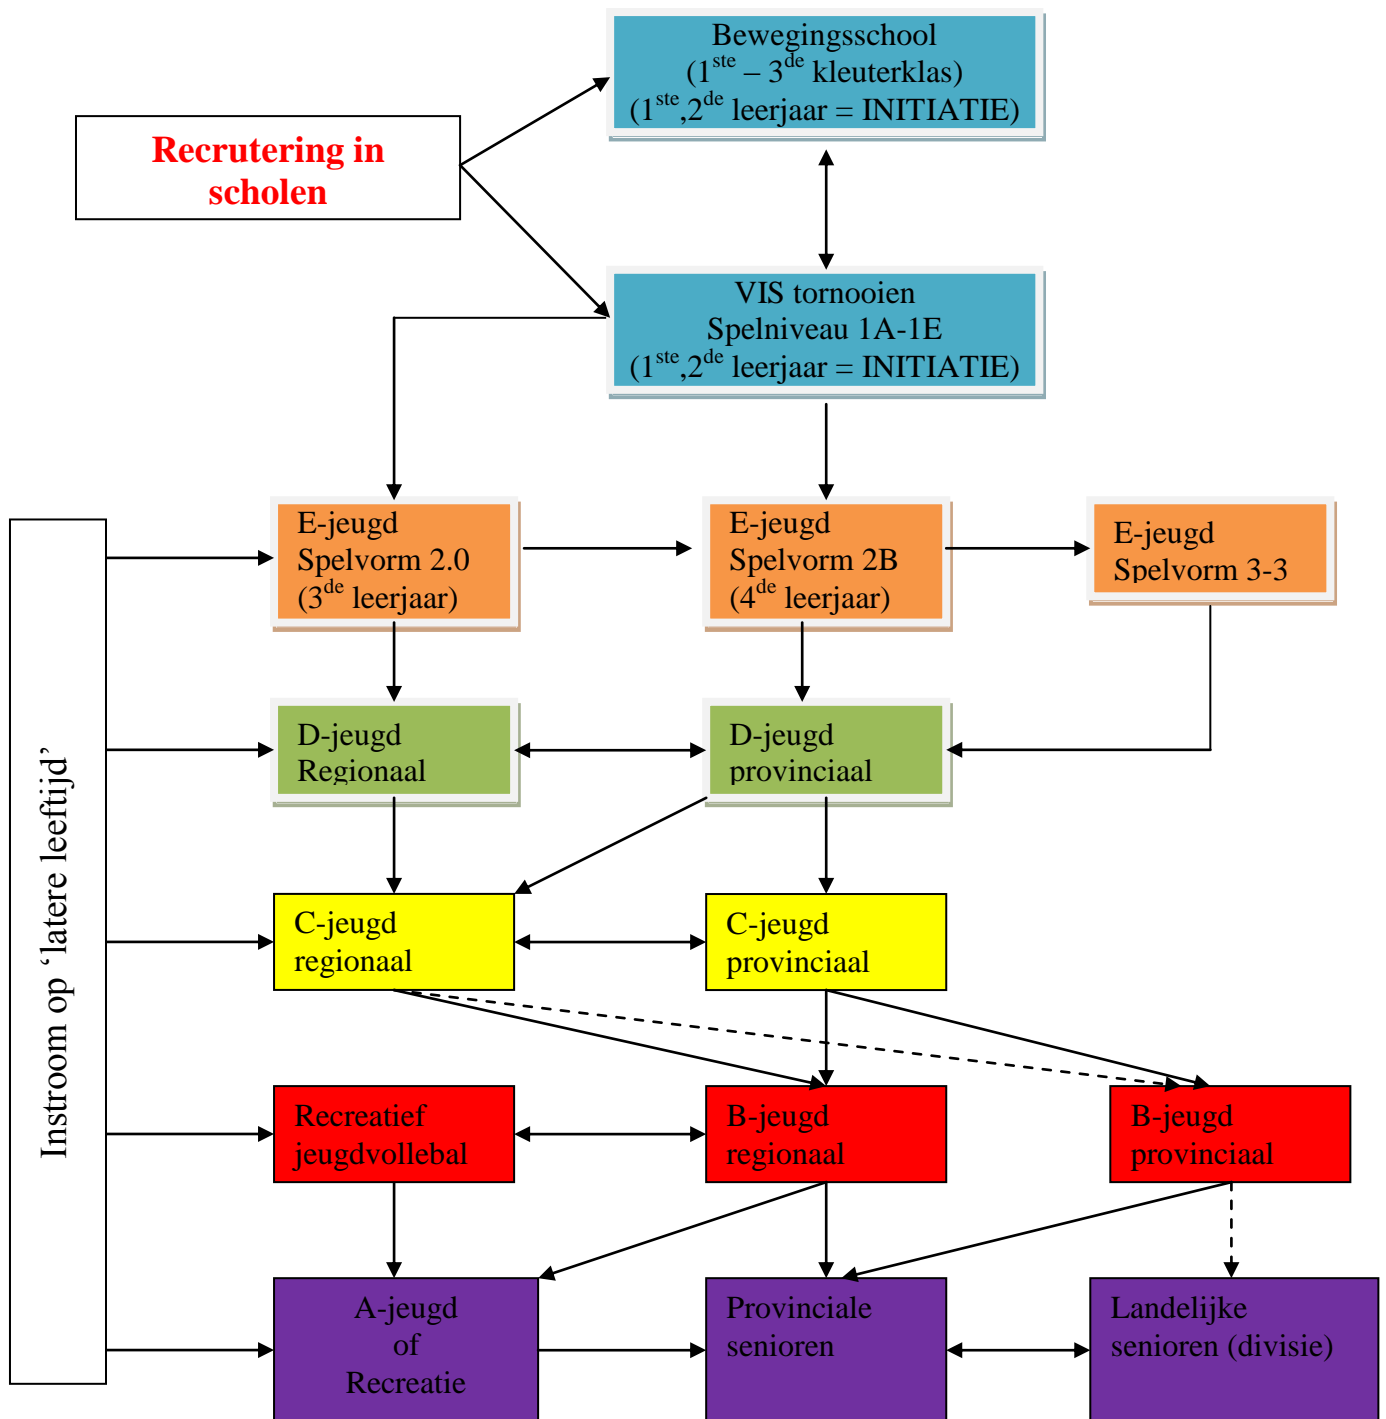 Bewegingsschool
(1ste – 3de kleuterklas)
(1ste,2de leerjaar = INITIATIE)
Recrutering in
scholen
VIS tornooien
Spelniveau 1A-1E
(1ste,2de leerjaar = INITIATIE)
E-jeugd
Spelvorm 2.0
(3de leerjaar)
E-jeugd
Spelvorm 2B
(4de leerjaar)
E-jeugd
Spelvorm 3-3
Instroom op ‘latere leeftijd’
D-jeugd
Regionaal
D-jeugd
provinciaal
C-jeugd
regionaal
C-jeugd
provinciaal
Recreatief
jeugdvollebal
B-jeugd
regionaal
B-jeugd
provinciaal
A-jeugd
of
Recreatie
Provinciale
senioren
Landelijke
senioren (divisie)